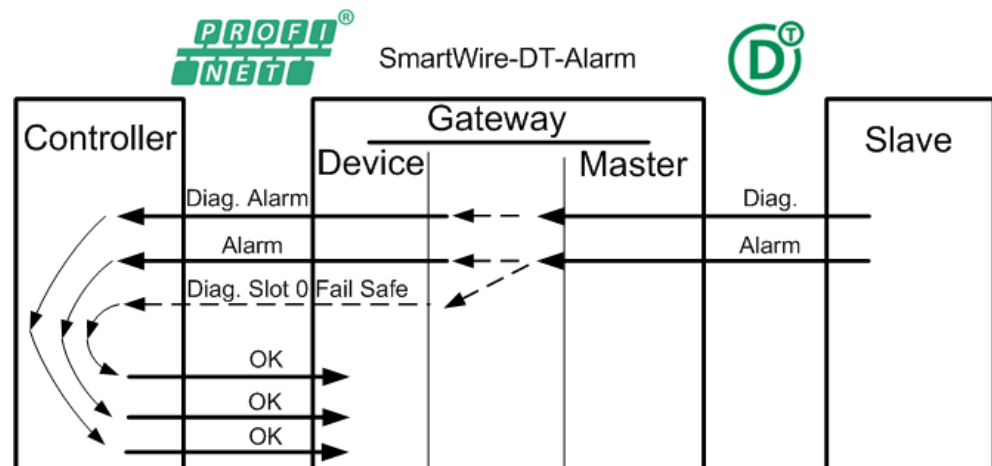 PROFI®
NET
SmartWire-DT-Alarm
D T
Controller
Gateway
Device
Master
Slave
Diag. Alarm
Diag.
Alarm
Alarm
Diag. Slot 0 Fail Safe
OK
OK
OK